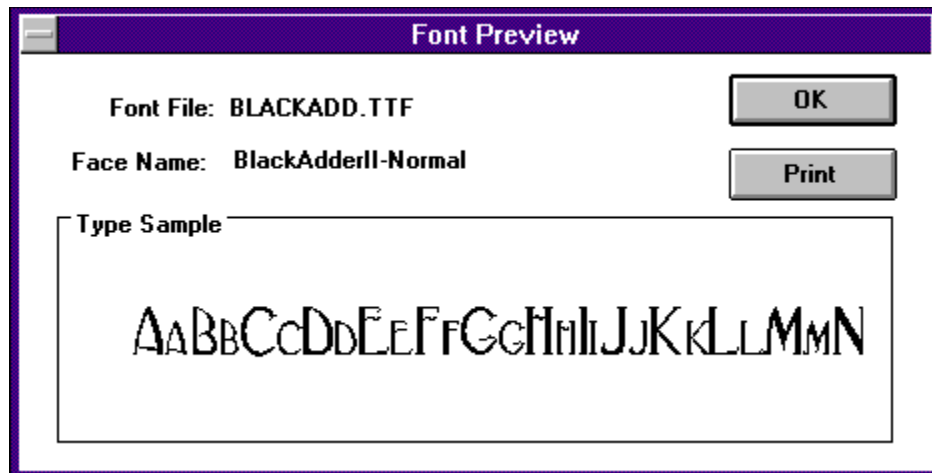 Font Preview
Font File: BLACKADD.TTF
OK
Face Name: BlackAdderII-Normal
Print
Type Sample
AaBbCcDdEeFfGgHhIiJjKkLlMmN